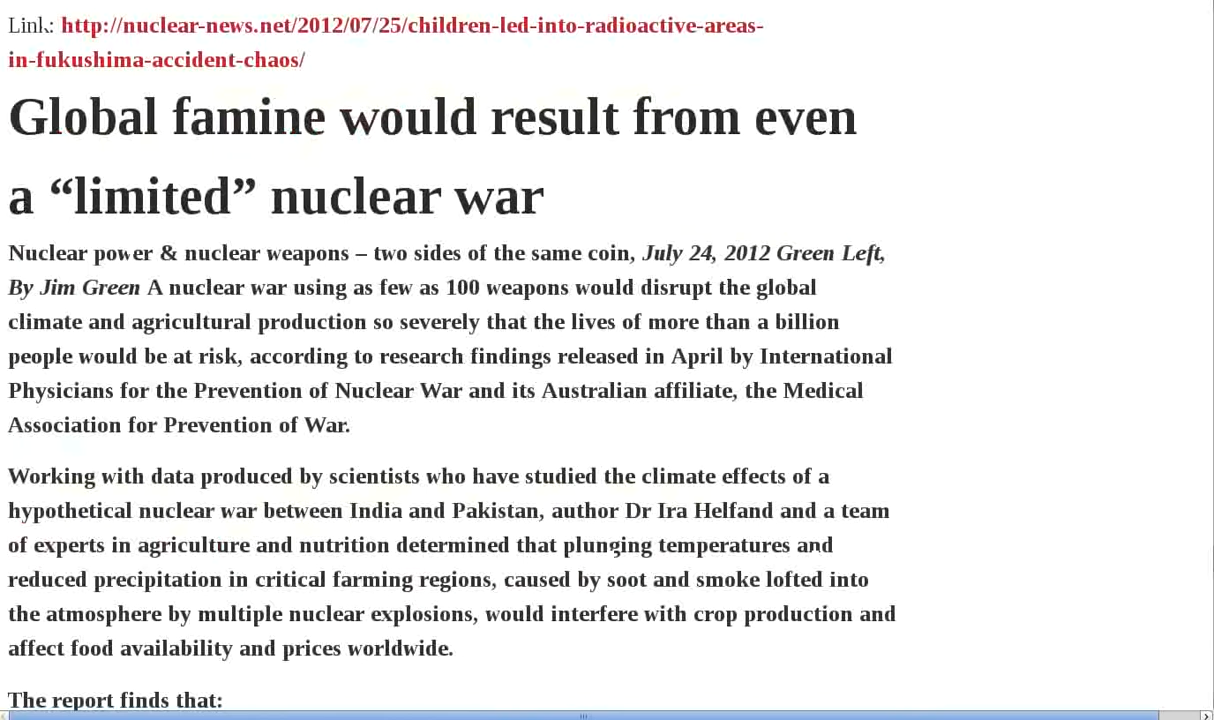 Link: http://nuclear-news.net/2012/07/25/children-led-into-radioactive-areas-
in-fukushima-accident-chaos/
Global famine would result from even
a “limited” nuclear war
Nuclear power & nuclear weapons – two sides of the same coin, July 24, 2012 Green Left,
By Jim Green A nuclear war using as few as 100 weapons would disrupt the global
climate and agricultural production so severely that the lives of more than a billion
people would be at risk, according to research findings released in April by International
Physicians for the Prevention of Nuclear War and its Australian affiliate, the Medical
Association for Prevention of War.
Working with data produced by scientists who have studied the climate effects of a
hypothetical nuclear war between India and Pakistan, author Dr Ira Helfand and a team
of experts in agriculture and nutrition determined that plunging temperatures and
reduced precipitation in critical farming regions, caused by soot and smoke lofted into
the atmosphere by multiple nuclear explosions, would interfere with crop production and
affect food availability and prices worldwide.
The report finds that: